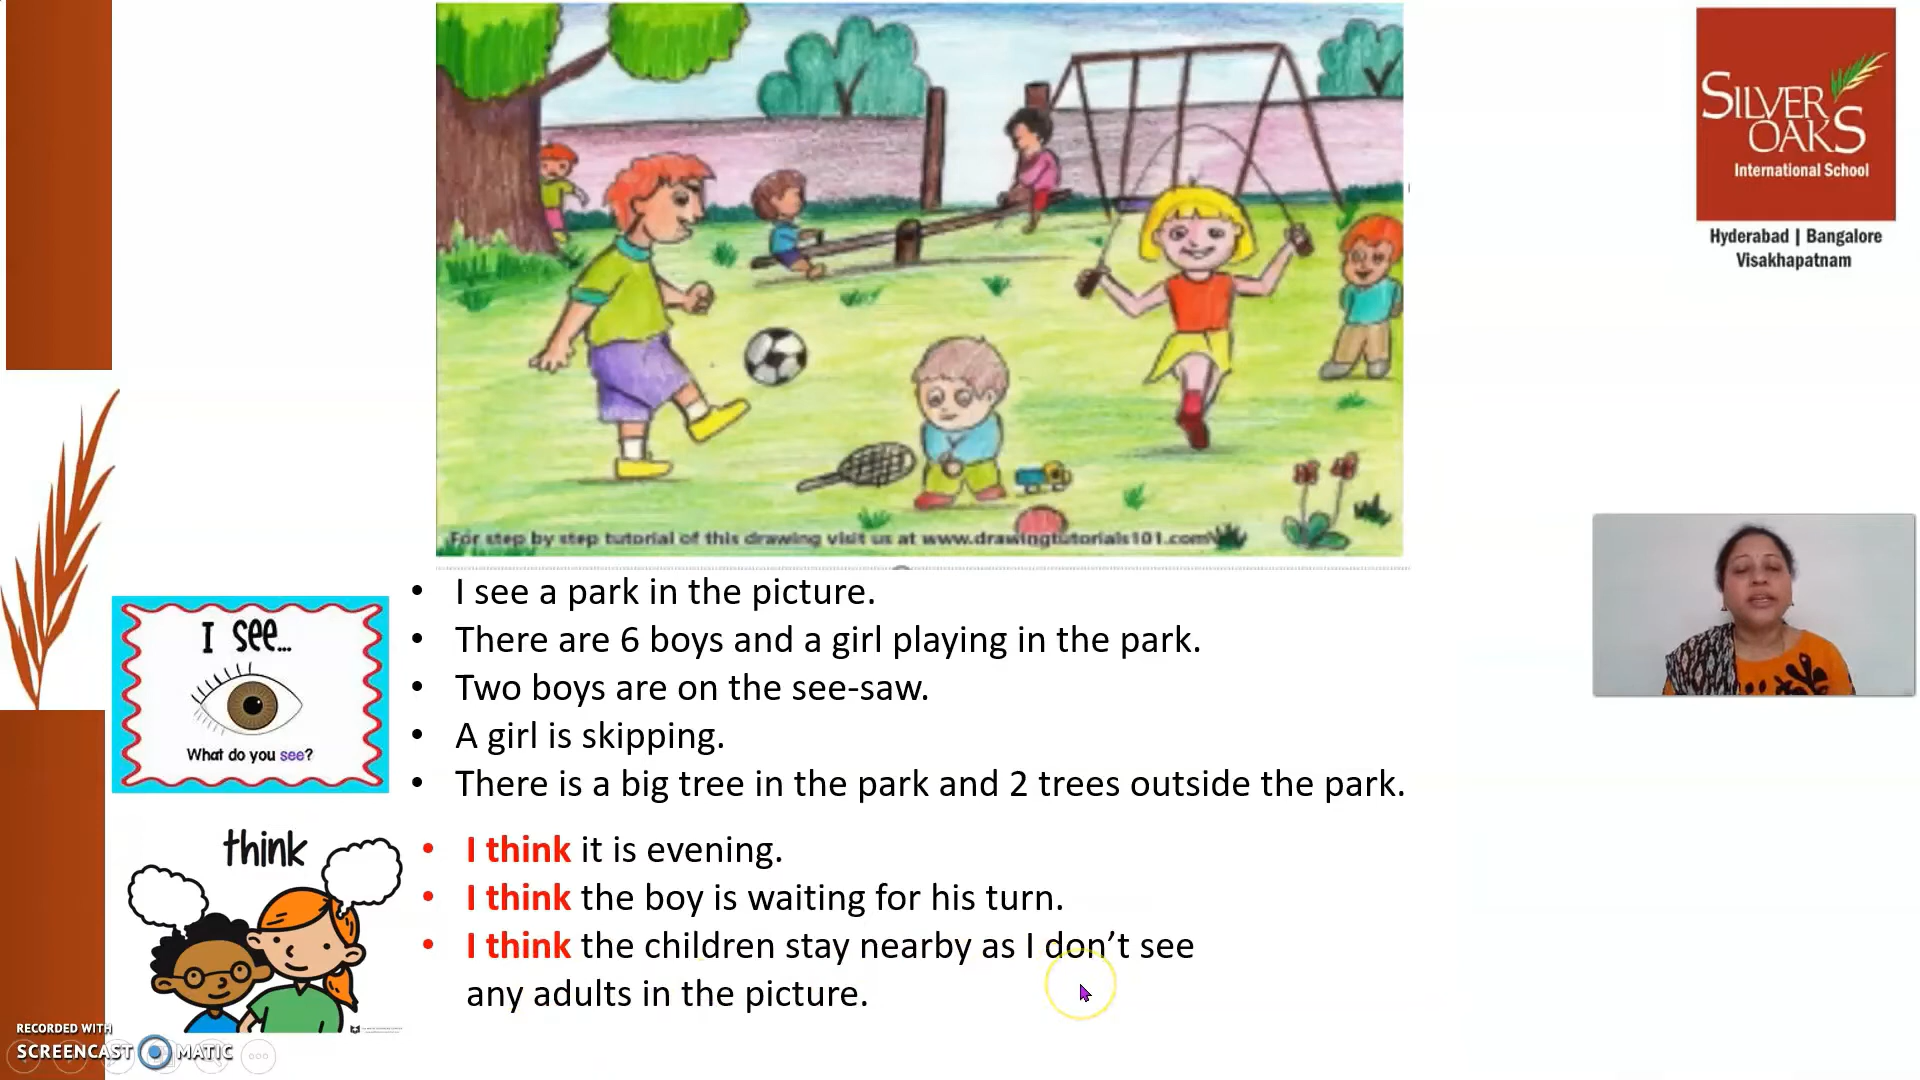 SILVER
OAKS
International School
Hyderabad | Bangalore
Visakhapatnam
For step by step tutorial of this drawing visit us at www.drawingtutorials101.com
I see...
What do you see?
• I see a park in the picture.
• There are 6 boys and a girl playing in the park.
• Two boys are on the see-saw.
• A girl is skipping.
• There is a big tree in the park and 2 trees outside the park.
think
• I think it is evening.
• I think the boy is waiting for his turn.
• I think the children stay nearby as I don’t see
any adults in the picture.
RECORDED WITH
SCREENCAST MATIC